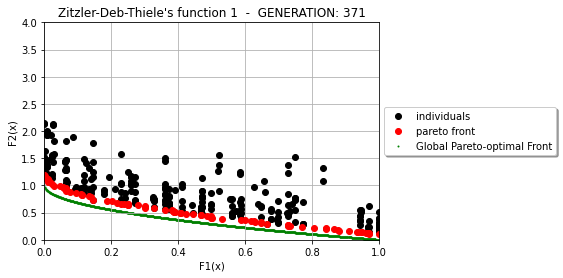 Zitzler-Deb-Thiele's function 1 - GENERATION: 371
4.0
3.5
3.0
2.5
2.0
1.5
1.0
0.5
0.0
F2(x)
0.0 0.2 0.4 0.6 0.8 1.0
F1(x)
individuals
pareto front
Global Pareto-optimal Front